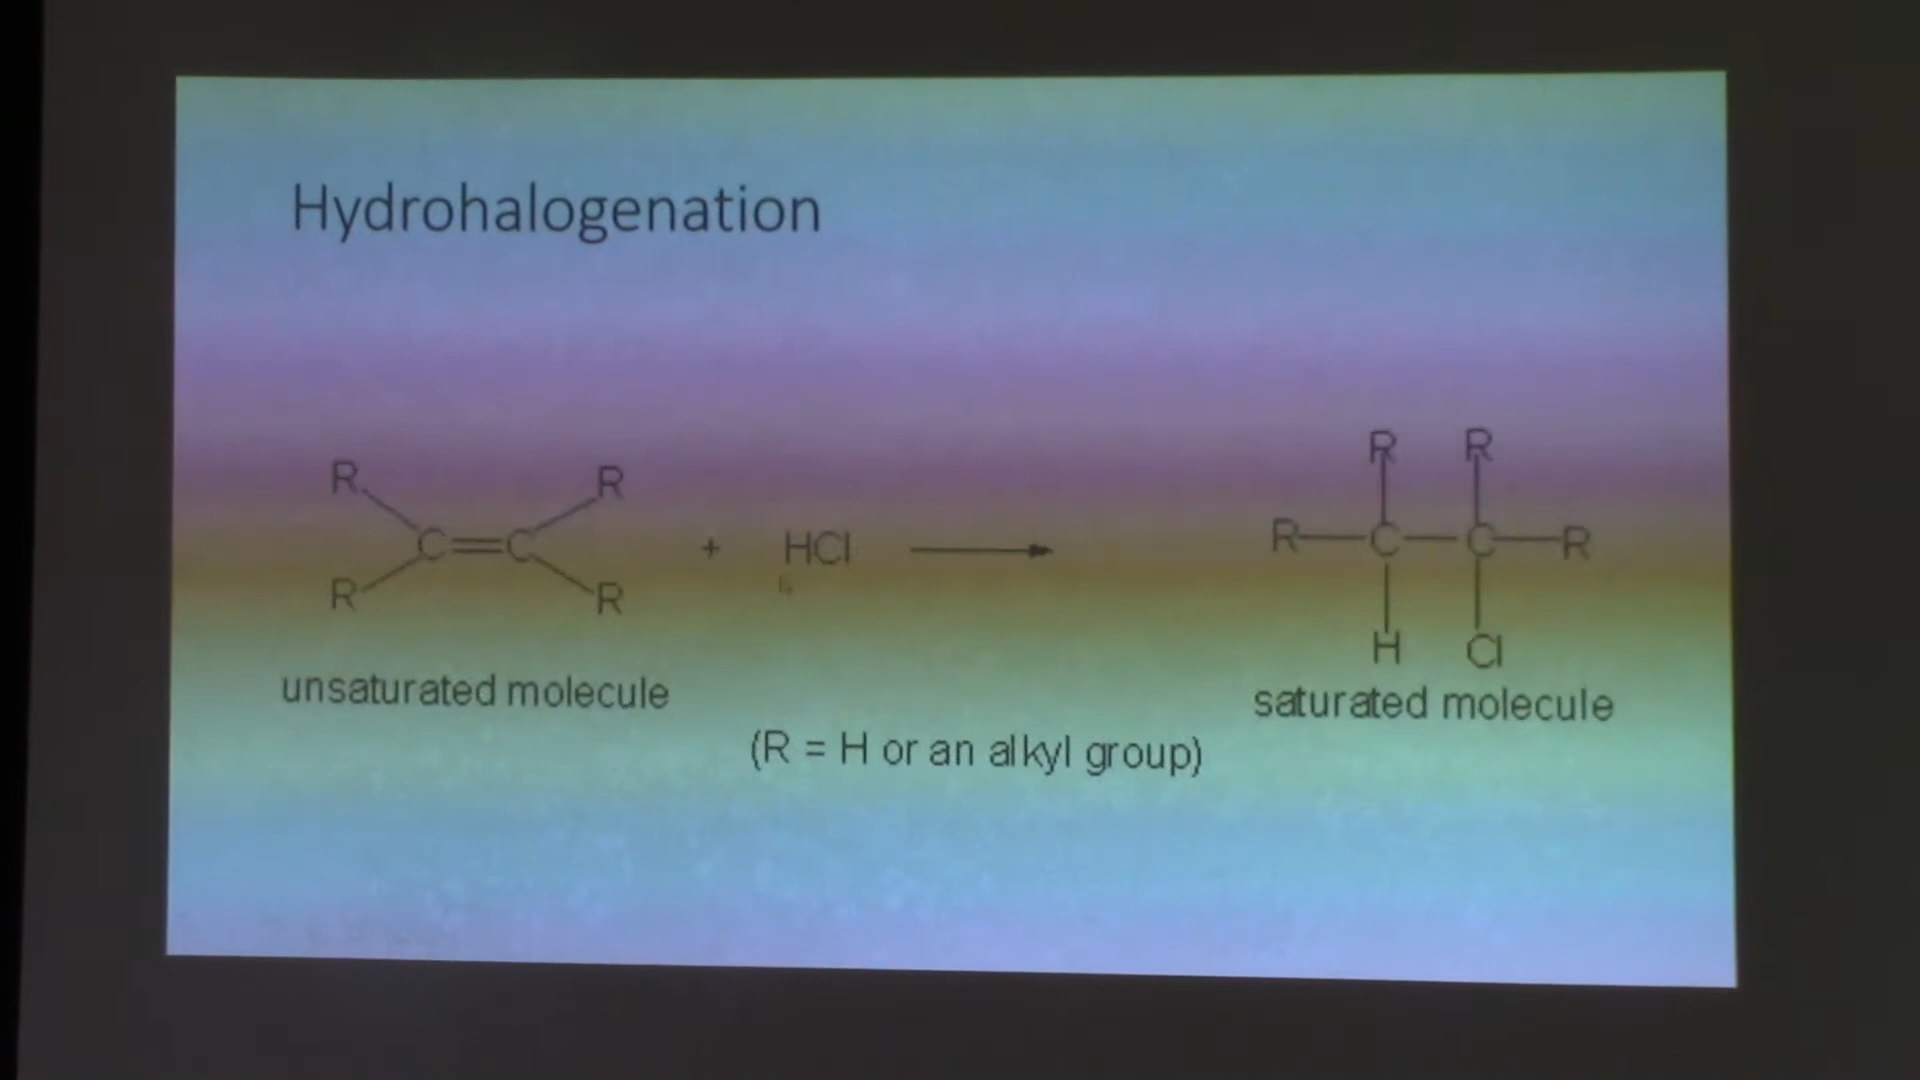 Hydrohalogenation
R R
C=C + HCl
R R
unsaturated molecule
R R
R—C—C—R
H Cl
saturated molecule
(R = H or an alkyl group)